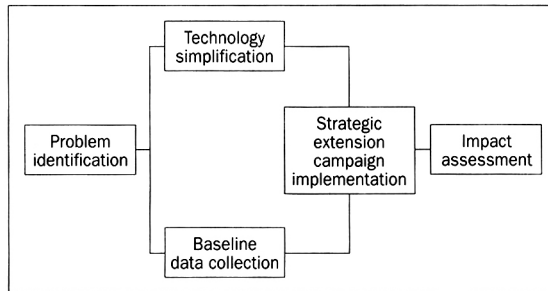 Technology
simplification
Problem
identification
Strategic
extension
campaign
implementation
Impact
assessment
Baseline
data collection